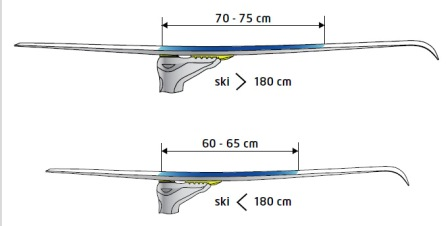 70 - 75 cm
ski > 180 cm
60 - 65 cm
ski < 180 cm